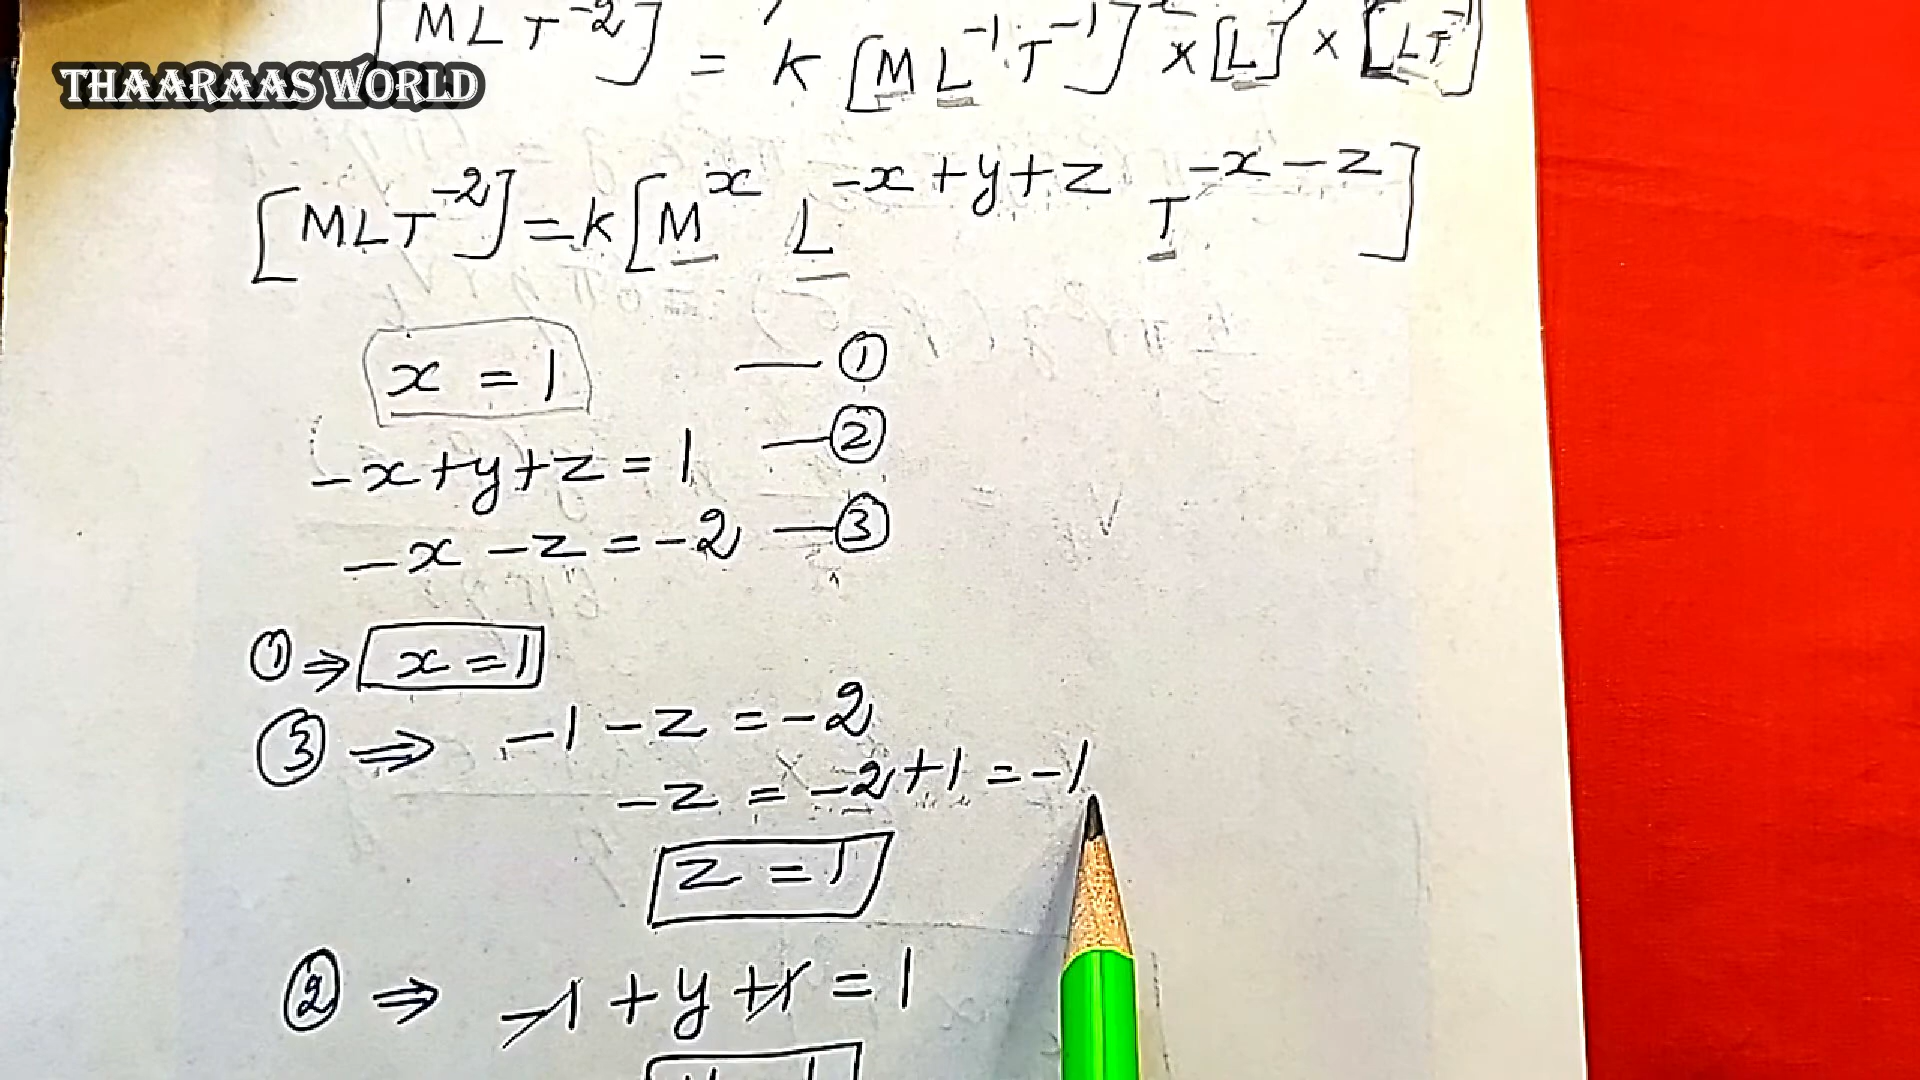 [MLT⁻²] = K [ML⁻¹T⁻¹]ˣ × [L]ʸ × [LT⁻¹]
THAARAAS WORLD
[MLT⁻²] = K [Mˣ L⁻ˣ⁺ʸ⁺ᶻ T⁻ˣ⁻ᶻ]
x = 1 — ①
-x+y+z = 1 — ②
-x -z = -2 — ③
① ⇒ x = 1
③ ⇒ -1 -z = -2
-z = -2+1 = -1
z = 1
② ⇒ -1 + y +1 = 1